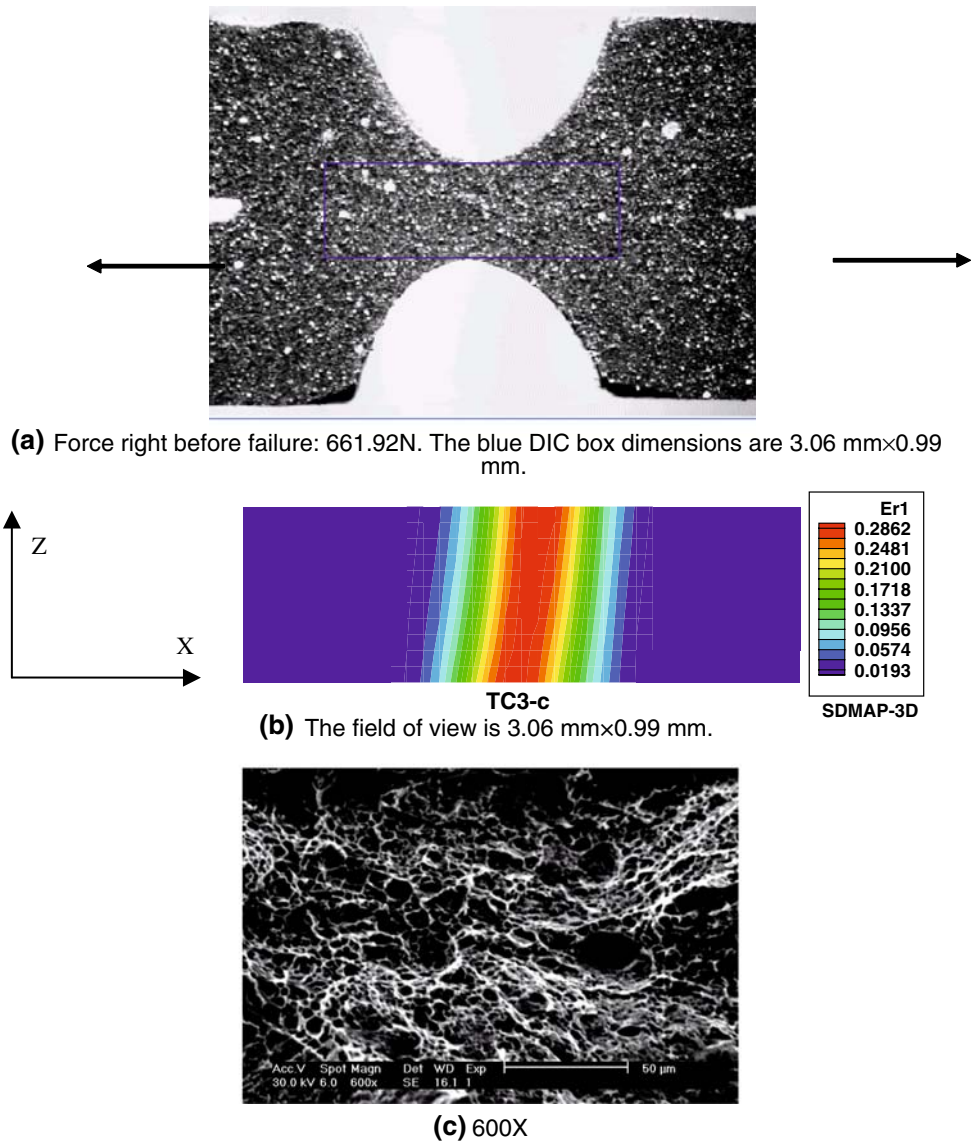 (a) Force right before failure: 661.92N. The blue DIC box dimensions are 3.06 mm×0.99
mm.
Z
X
Er1
0.2862
0.2481
0.2100
0.1718
0.1337
0.0956
0.0574
0.0193
SDMAP-3D
TC3-c
(b) The field of view is 3.06 mm×0.99 mm.
Acc.V Spot Magn Det WD Exp 50 µm
30.0 kV 6.0 600x SE 16.1 1
(c) 600X